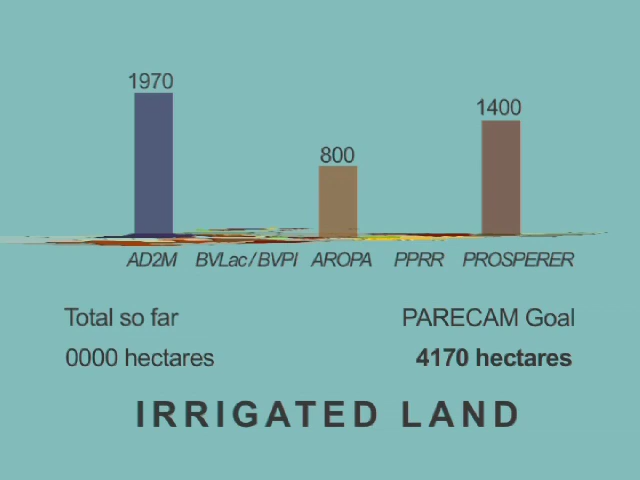 1970
1400
800
AD2M BVLac / BVPI AROPA PPRR PROSPERER
Total so far
PARECAM Goal
0000 hectares
4170 hectares
IRRIGATED LAND